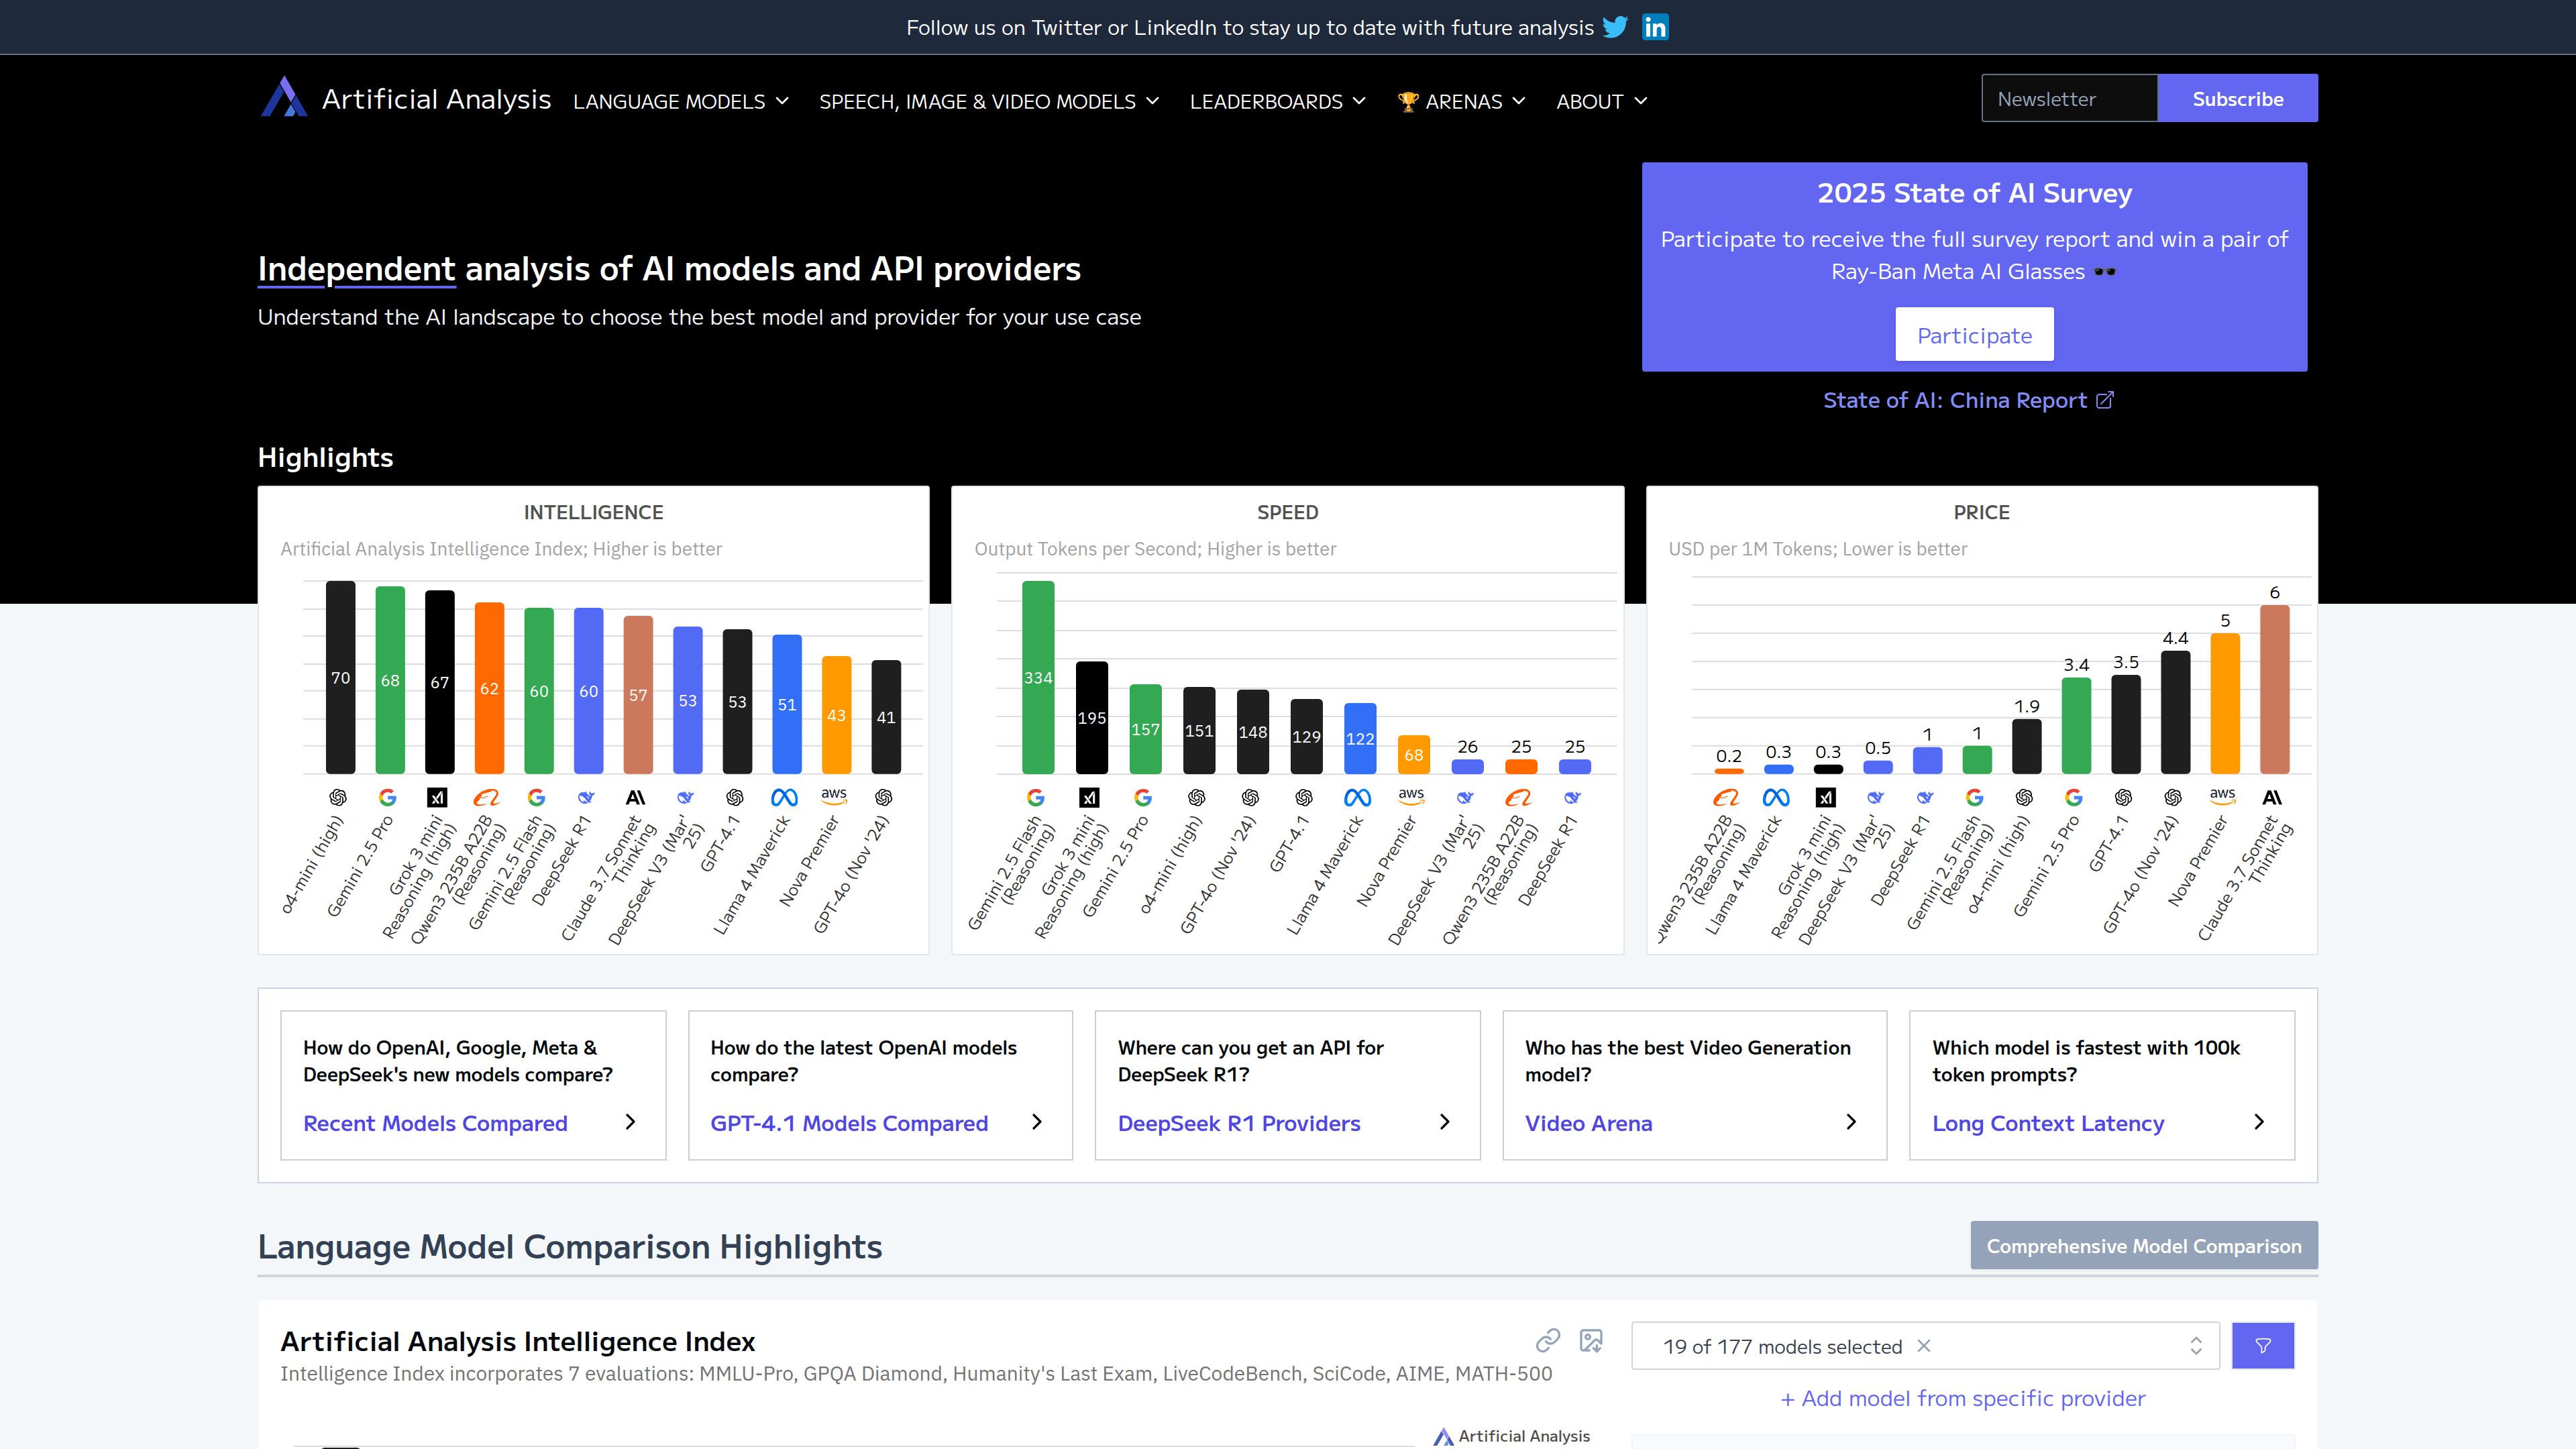 Follow us on Twitter or LinkedIn to stay up to date with future analysis
Artificial Analysis
LANGUAGE MODELS
SPEECH, IMAGE & VIDEO MODELS
LEADERBOARDS
🏆 ARENAS
ABOUT
Newsletter
Subscribe
2025 State of AI Survey
Participate to receive the full survey report and win a pair of
Ray-Ban Meta AI Glasses 🕶️
Participate
State of AI: China Report
Independent analysis of AI models and API providers
Understand the AI landscape to choose the best model and provider for your use case
Highlights
INTELLIGENCE
Artificial Analysis Intelligence Index; Higher is better
70
68
67
62
60
60
57
53
53
51
43
41
aws
o4-mini (high)
Gemini 2.5 Pro
Grok 3 mini
Reasoning (high)
Qwen3 235B A22B
(Reasoning)
Gemini 2.5 Flash
(Reasoning)
DeepSeek R1
Claude 3.7 Sonnet
Thinking
DeepSeek V3 (Mar'
25)
GPT-4.1
Llama 4 Maverick
Nova Premier
GPT-4o (Nov '24)
SPEED
Output Tokens per Second; Higher is better
334
195
157
151
148
129
122
68
26
25
25
aws
Gemini 2.5 Flash
(Reasoning)
Grok 3 mini
Reasoning (high)
Gemini 2.5 Pro
o4-mini (high)
GPT-4o (Nov '24)
GPT-4.1
Llama 4 Maverick
Nova Premier
DeepSeek V3 (Mar'
25)
Qwen3 235B A22B
(Reasoning)
DeepSeek R1
PRICE
USD per 1M Tokens; Lower is better
0.2
0.3
0.3
0.5
1
1
1.9
3.4
3.5
4.4
5
6
aws
Qwen3 235B A22B
(Reasoning)
Llama 4 Maverick
Grok 3 mini
Reasoning (high)
DeepSeek V3 (Mar'
25)
DeepSeek R1
Gemini 2.5 Flash
(Reasoning)
o4-mini (high)
Gemini 2.5 Pro
GPT-4.1
GPT-4o (Nov '24)
Nova Premier
Claude 3.7 Sonnet
Thinking
How do OpenAI, Google, Meta &
DeepSeek's new models compare?
Recent Models Compared
How do the latest OpenAI models
compare?
GPT-4.1 Models Compared
Where can you get an API for
DeepSeek R1?
DeepSeek R1 Providers
Who has the best Video Generation
model?
Video Arena
Which model is fastest with 100k
token prompts?
Long Context Latency
Language Model Comparison Highlights
Comprehensive Model Comparison
Artificial Analysis Intelligence Index
Intelligence Index incorporates 7 evaluations: MMLU-Pro, GPQA Diamond, Humanity's Last Exam, LiveCodeBench, SciCode, AIME, MATH-500
19 of 177 models selected
+ Add model from specific provider
Artificial Analysis